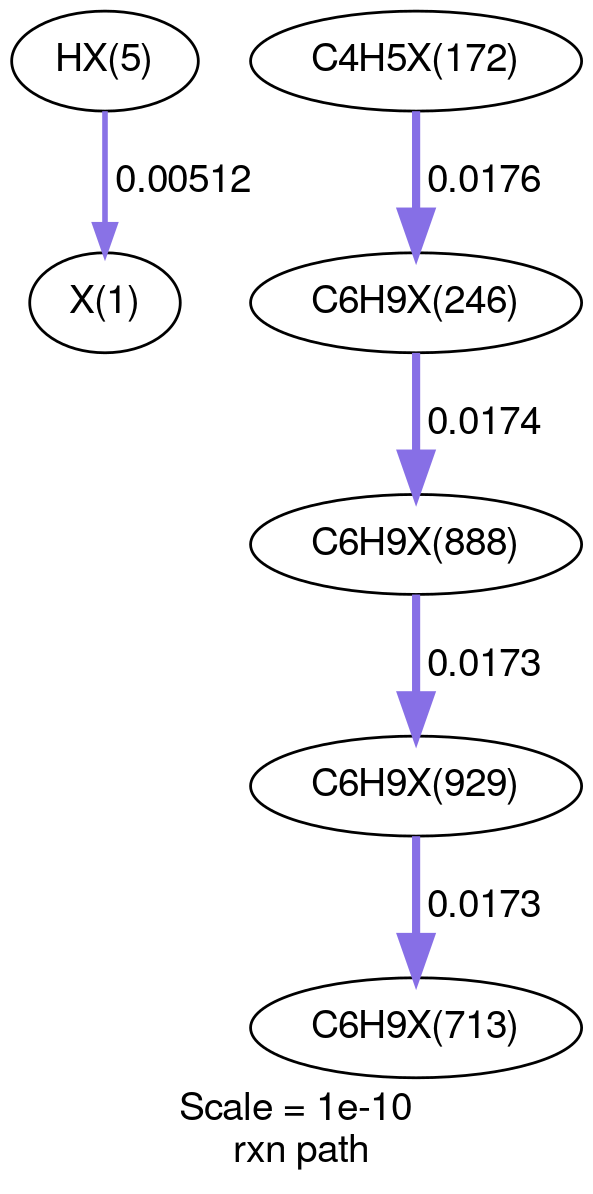 HX(5)
C4H5X(172)
0.00512
0.0176
X(1)
C6H9X(246)
0.0174
C6H9X(888)
0.0173
C6H9X(929)
0.0173
C6H9X(713)
Scale = 1e-10
rxn path